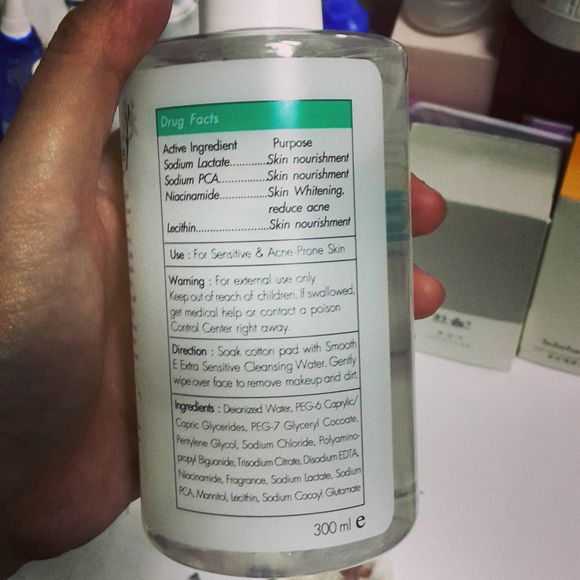 Drug Facts
Active Ingredient Purpose
Sodium Lactate............Skin nourishment
Sodium PCA..............Skin nourishment
Niacinamide..............Skin Whitening,
reduce acne
Lecithin........................Skin nourishment
Use : For Sensitive & Acne-Prone Skin
Warning : For external use only
Keep out of reach of children. If swallowed,
get medical help or contact a poison
Control Center right away.
Direction : Soak cotton pad with Smooth
E Extra Sensitive Cleansing Water. Gently
wipe over face to remove makeup and dirt.
Ingredients : Deionized Water, PEG-6 Caprylic/
Capric Glycerides, PEG-7 Glyceryl Cocoate,
Pentylene Glycol, Sodium Chloride, Polyamino-
propyl Biguanide, Trisodium Citrate, Disodium EDTA,
Niacinamide, Fragrance, Sodium Lactate, Sodium
PCA, Mannitol, Lecithin, Sodium Cocoyl Glutamate
300 ml e